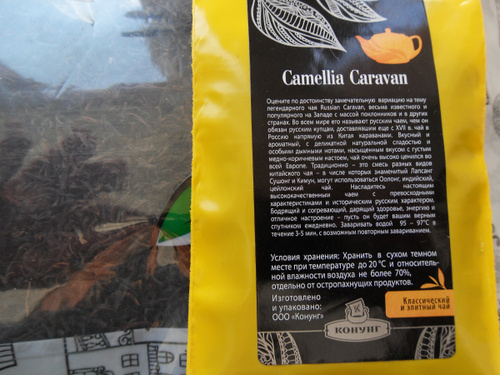 Camellia Caravan
Оцените по достоинству замечательную вариацию на тему
легендарного чая Russian Caravan, весьма известного и
популярного на Западе с массой поклонников и в других
странах. Во всем мире его называют русским чаем, чем он
обязан русским купцам, доставлявшим еще с XVII в. чай в
Россию напрямую из Китая караванами. Вкусный и
ароматный, с деликатной натуральной сладостью и
особыми дымными нотами, насыщенным вкусом с густым
медно-коричневым настоем, чай очень высоко ценился во
всей Европе. Традиционно – это смесь разных видов
китайского чая – в числе которых знаменитый Лапсанг
Сушонг и Кимун, могут использоваться Оолонг, индийский,
цейлонский чай. Насладитесь настоящим
высококачественным чаем с превосходными
характеристиками и историческим русским характером.
Бодрящий и согревающий, дарящий здоровье, энергию и
отличное настроение – пусть он будет вашим верным
спутником ежедневно. Заваривать водой 95 – 97°С в
течение 3-5 мин, с возможным повторным завариванием.
Условия хранения: Хранить в сухом темном
месте при температуре до 20 °С и относитель-
ной влажности воздуха не более 70%,
отдельно от остропахнущих продуктов.
Изготовлено
и упаковано:
ООО «Конунг»
КОНУНГ
Классический
и элитный чай